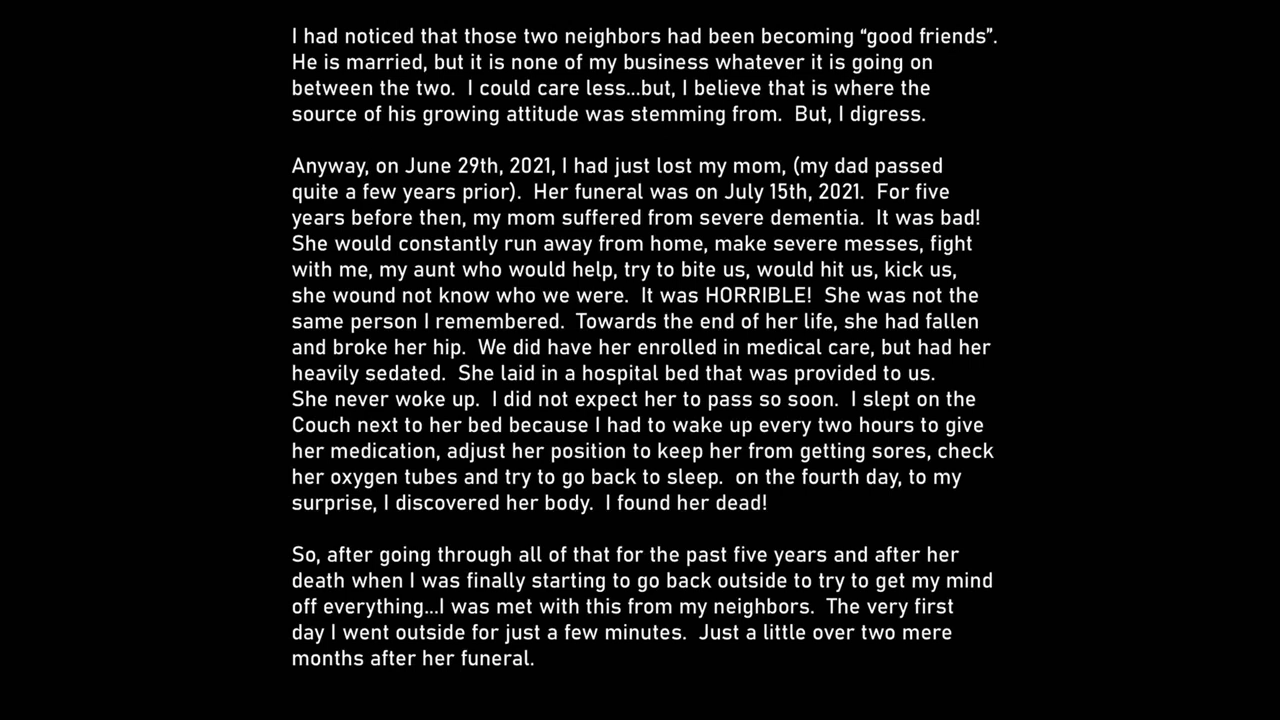 I had noticed that those two neighbors had been becoming “good friends”.
He is married, but it is none of my business whatever it is going on
between the two.  I could care less...but, I believe that is where the
source of his growing attitude was stemming from.  But, I digress.
Anyway, on June 29th, 2021, I had just lost my mom, (my dad passed
quite a few years prior).  Her funeral was on July 15th, 2021.  For five
years before then, my mom suffered from severe dementia.  It was bad!
She would constantly run away from home, make severe messes, fight
with me, my aunt who would help, try to bite us, would hit us, kick us,
she wound not know who we were.  It was HORRIBLE!  She was not the
same person I remembered.  Towards the end of her life, she had fallen
and broke her hip.  We did have her enrolled in medical care, but had her
heavily sedated.  She laid in a hospital bed that was provided to us.
She never woke up.  I did not expect her to pass so soon.  I slept on the
Couch next to her bed because I had to wake up every two hours to give
her medication, adjust her position to keep her from getting sores, check
her oxygen tubes and try to go back to sleep.  on the fourth day, to my
surprise, I discovered her body.  I found her dead!
So, after going through all of that for the past five years and after her
death when I was finally starting to go back outside to try to get my mind
off everything...I was met with this from my neighbors.  The very first
day I went outside for just a few minutes.  Just a little over two mere
months after her funeral.